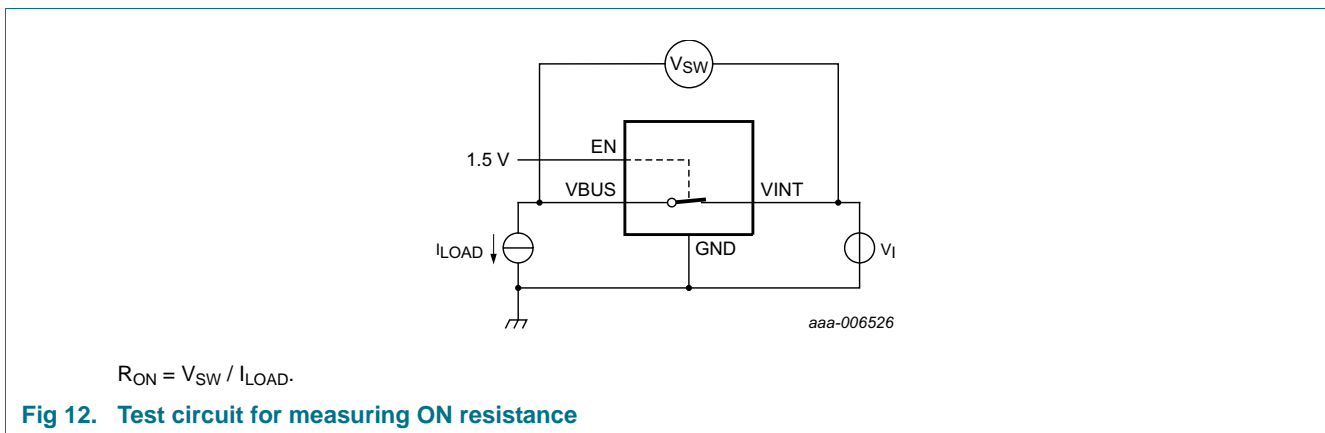 VSW
EN
1.5 V
VBUS
VINT
ILOAD
GND
VI
aaa-006526
RON = VSW / ILOAD.
Fig 12. Test circuit for measuring ON resistance